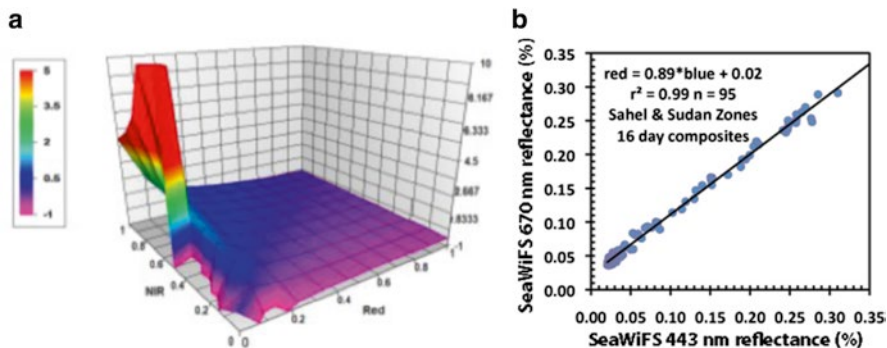 a
5
3.5
2
0.5
-1
10
8.167
6.333
4.5
2.667
.8333
-1
1
0.8
0.6
0.4
0.2
0
NIR
0
0.2
0.4
0.6
0.8
1
Red
b
SeaWiFS 670 nm reflectance (%)
0.35
0.30
0.25
0.20
0.15
0.10
0.05
0.00
red = 0.89*blue + 0.02
r² = 0.99 n = 95
Sahel & Sudan Zones
16 day composites
0.00 0.05 0.10 0.15 0.20 0.25 0.30 0.35
SeaWiFS 443 nm reflectance (%)